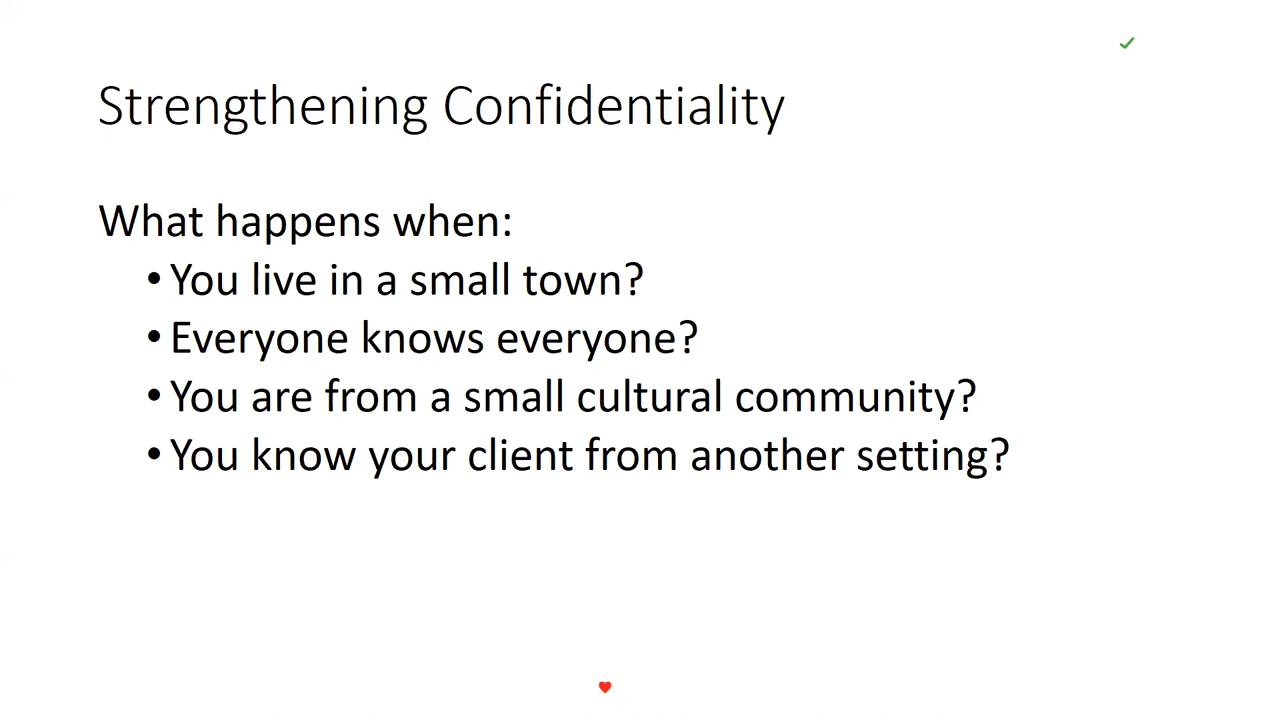 Strengthening Confidentiality
What happens when:
• You live in a small town?
• Everyone knows everyone?
• You are from a small cultural community?
• You know your client from another setting?